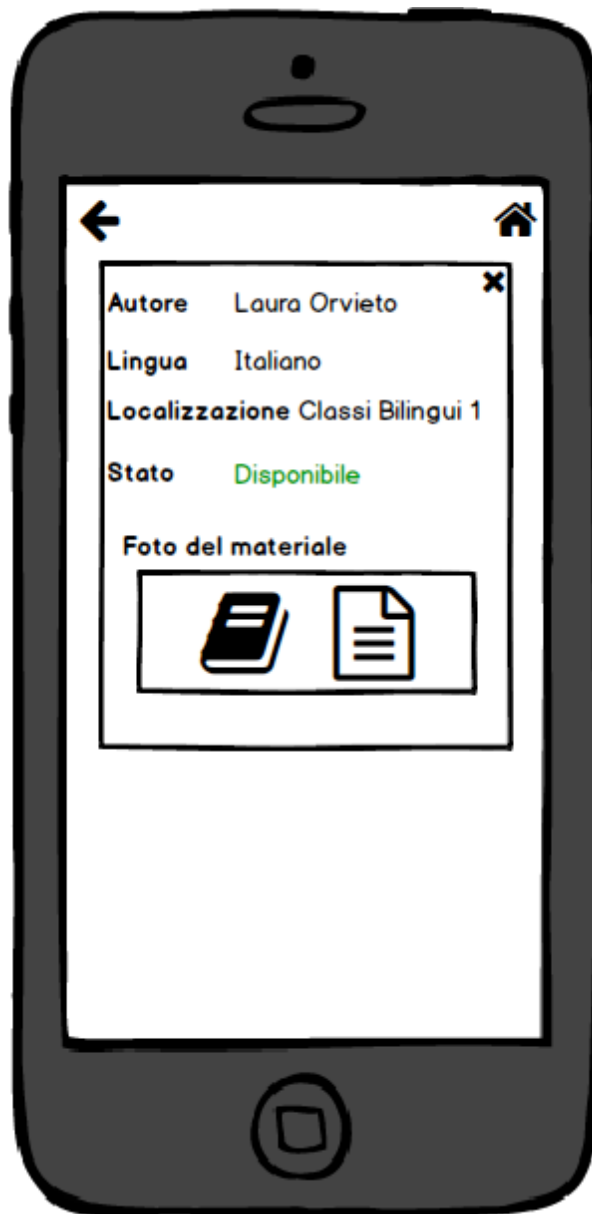 Autore Laura Orvieto
Lingua Italiano
Localizzazione Classi Bilingui 1
Stato Disponibile
Foto del materiale